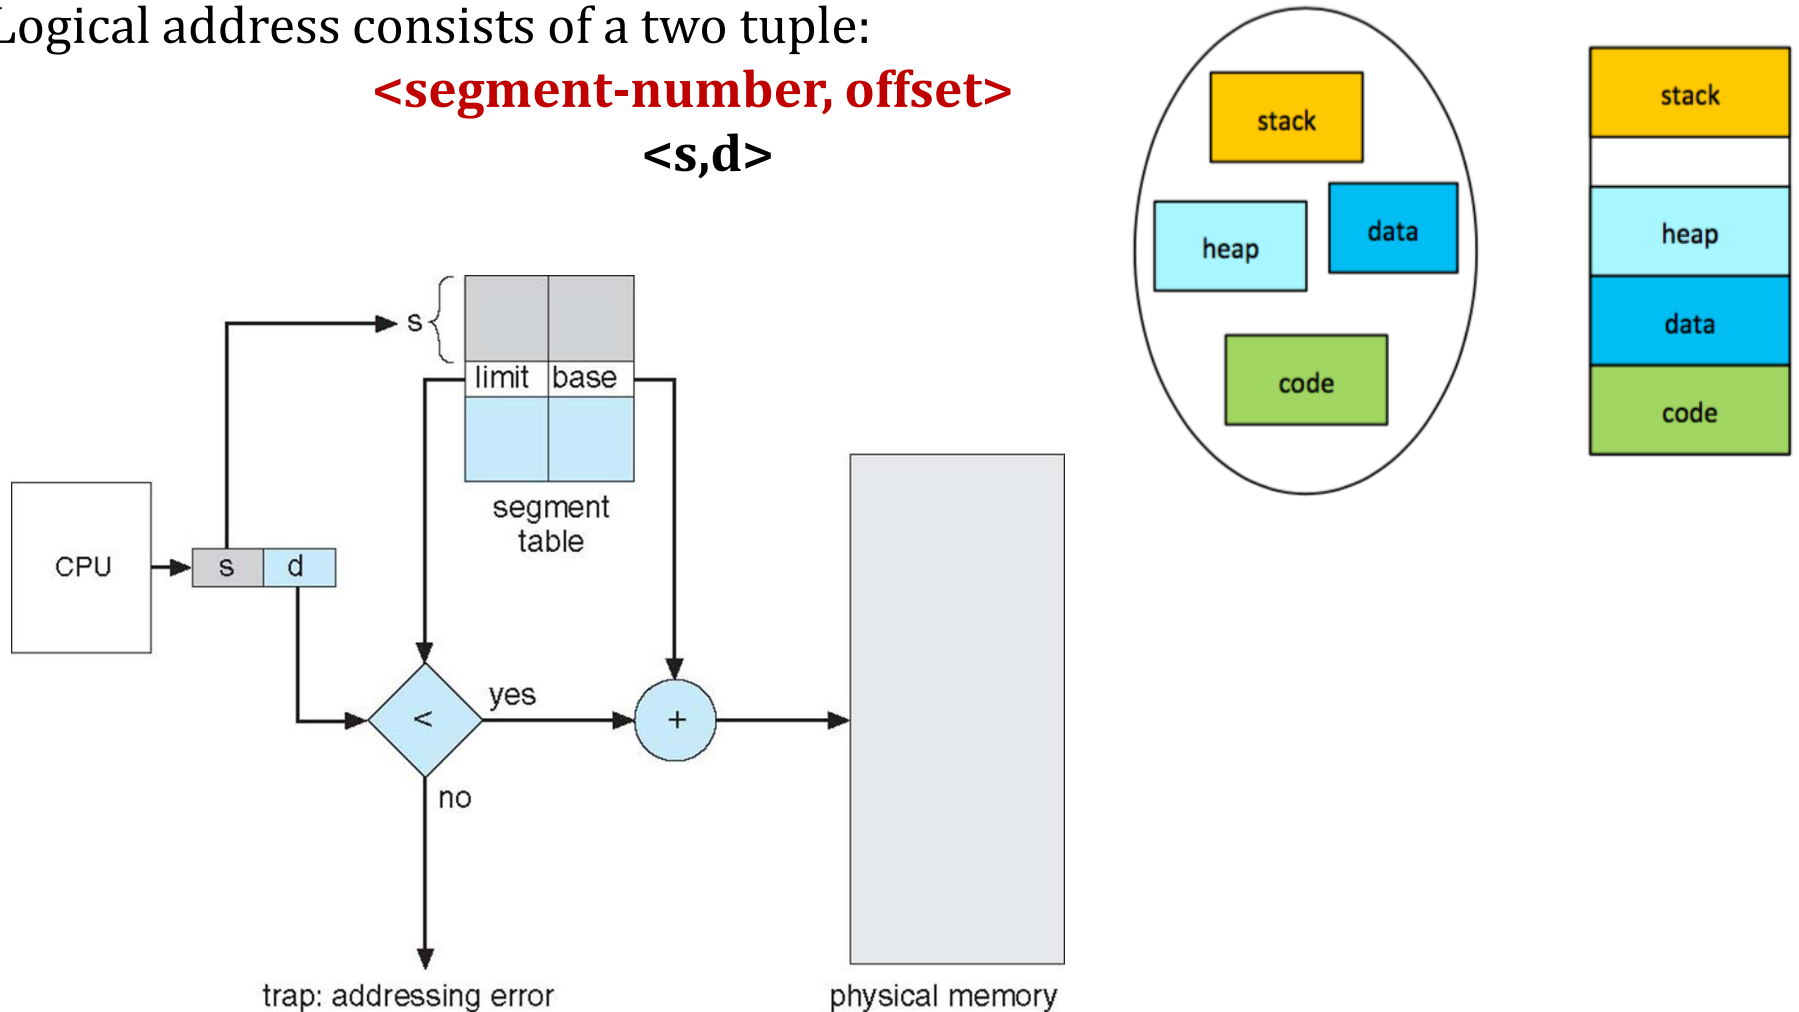 Logical address consists of a two tuple:
<segment-number, offset>
<s,d>
stack
heap
data
code
stack
heap
data
code
s
limit base
segment
table
CPU
s d
<
yes
+
no
trap: addressing error
physical memory